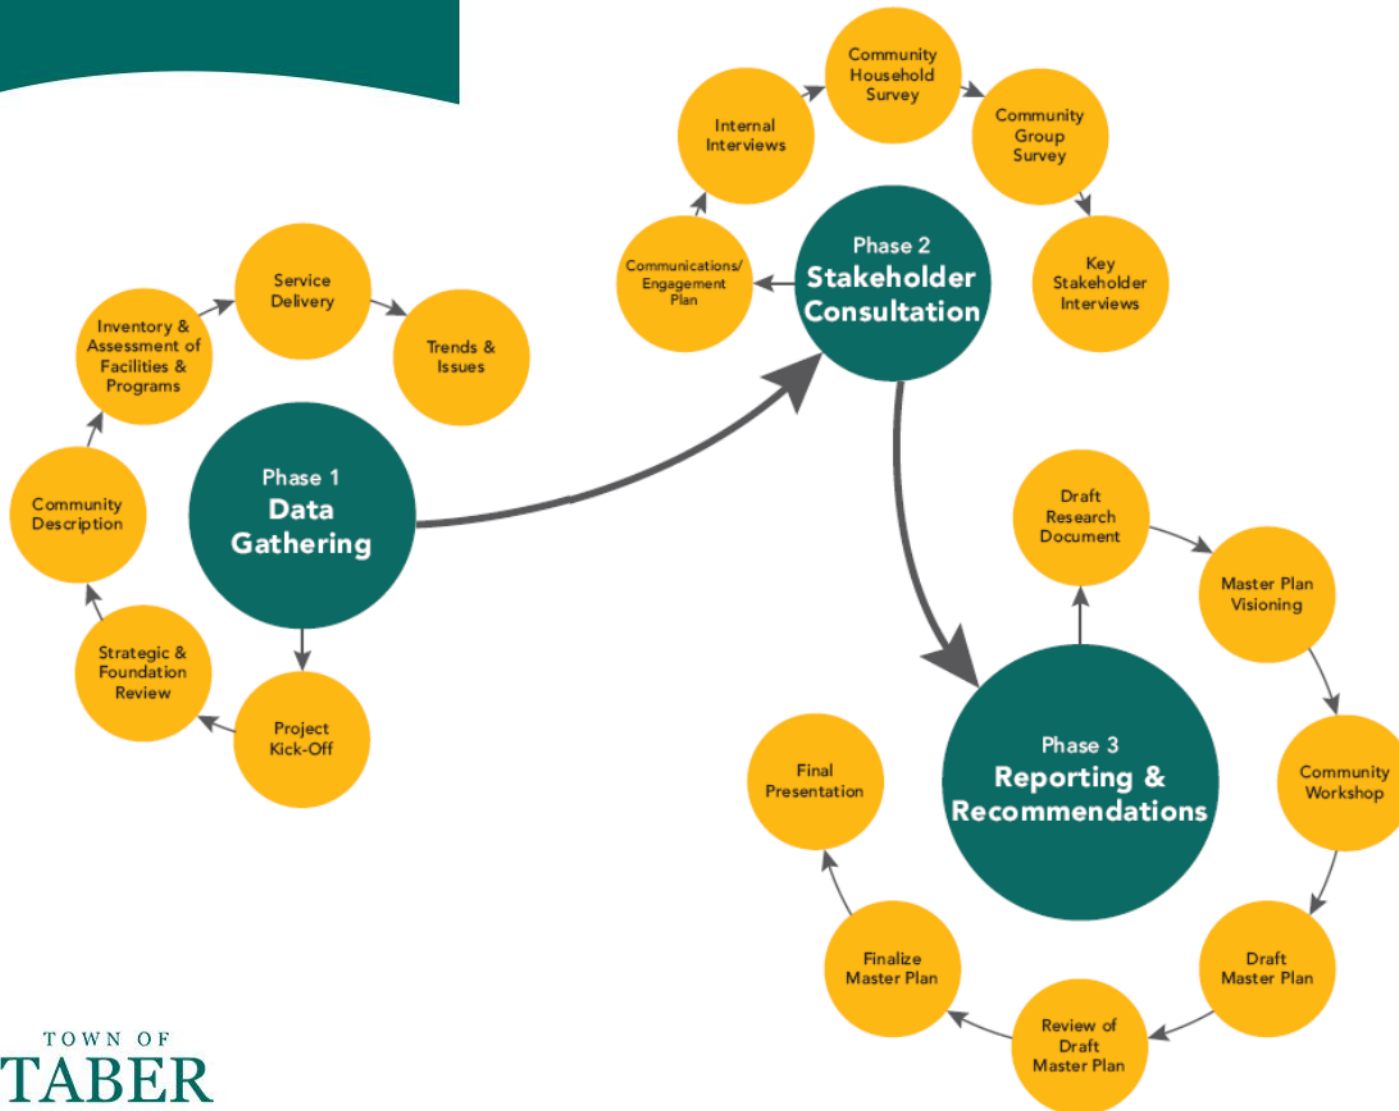 Phase 1
Data
Gathering
Project
Kick-Off
Strategic &
Foundation
Review
Community
Description
Inventory &
Assessment of
Facilities &
Programs
Service
Delivery
Trends &
Issues
Phase 2
Stakeholder
Consultation
Communications/
Engagement
Plan
Internal
Interviews
Community
Household
Survey
Community
Group
Survey
Key
Stakeholder
Interviews
Phase 3
Reporting &
Recommendations
Draft
Research
Document
Master Plan
Visioning
Community
Workshop
Draft
Master Plan
Review of
Draft
Master Plan
Finalize
Master Plan
Final
Presentation
TOWN OF
TABER